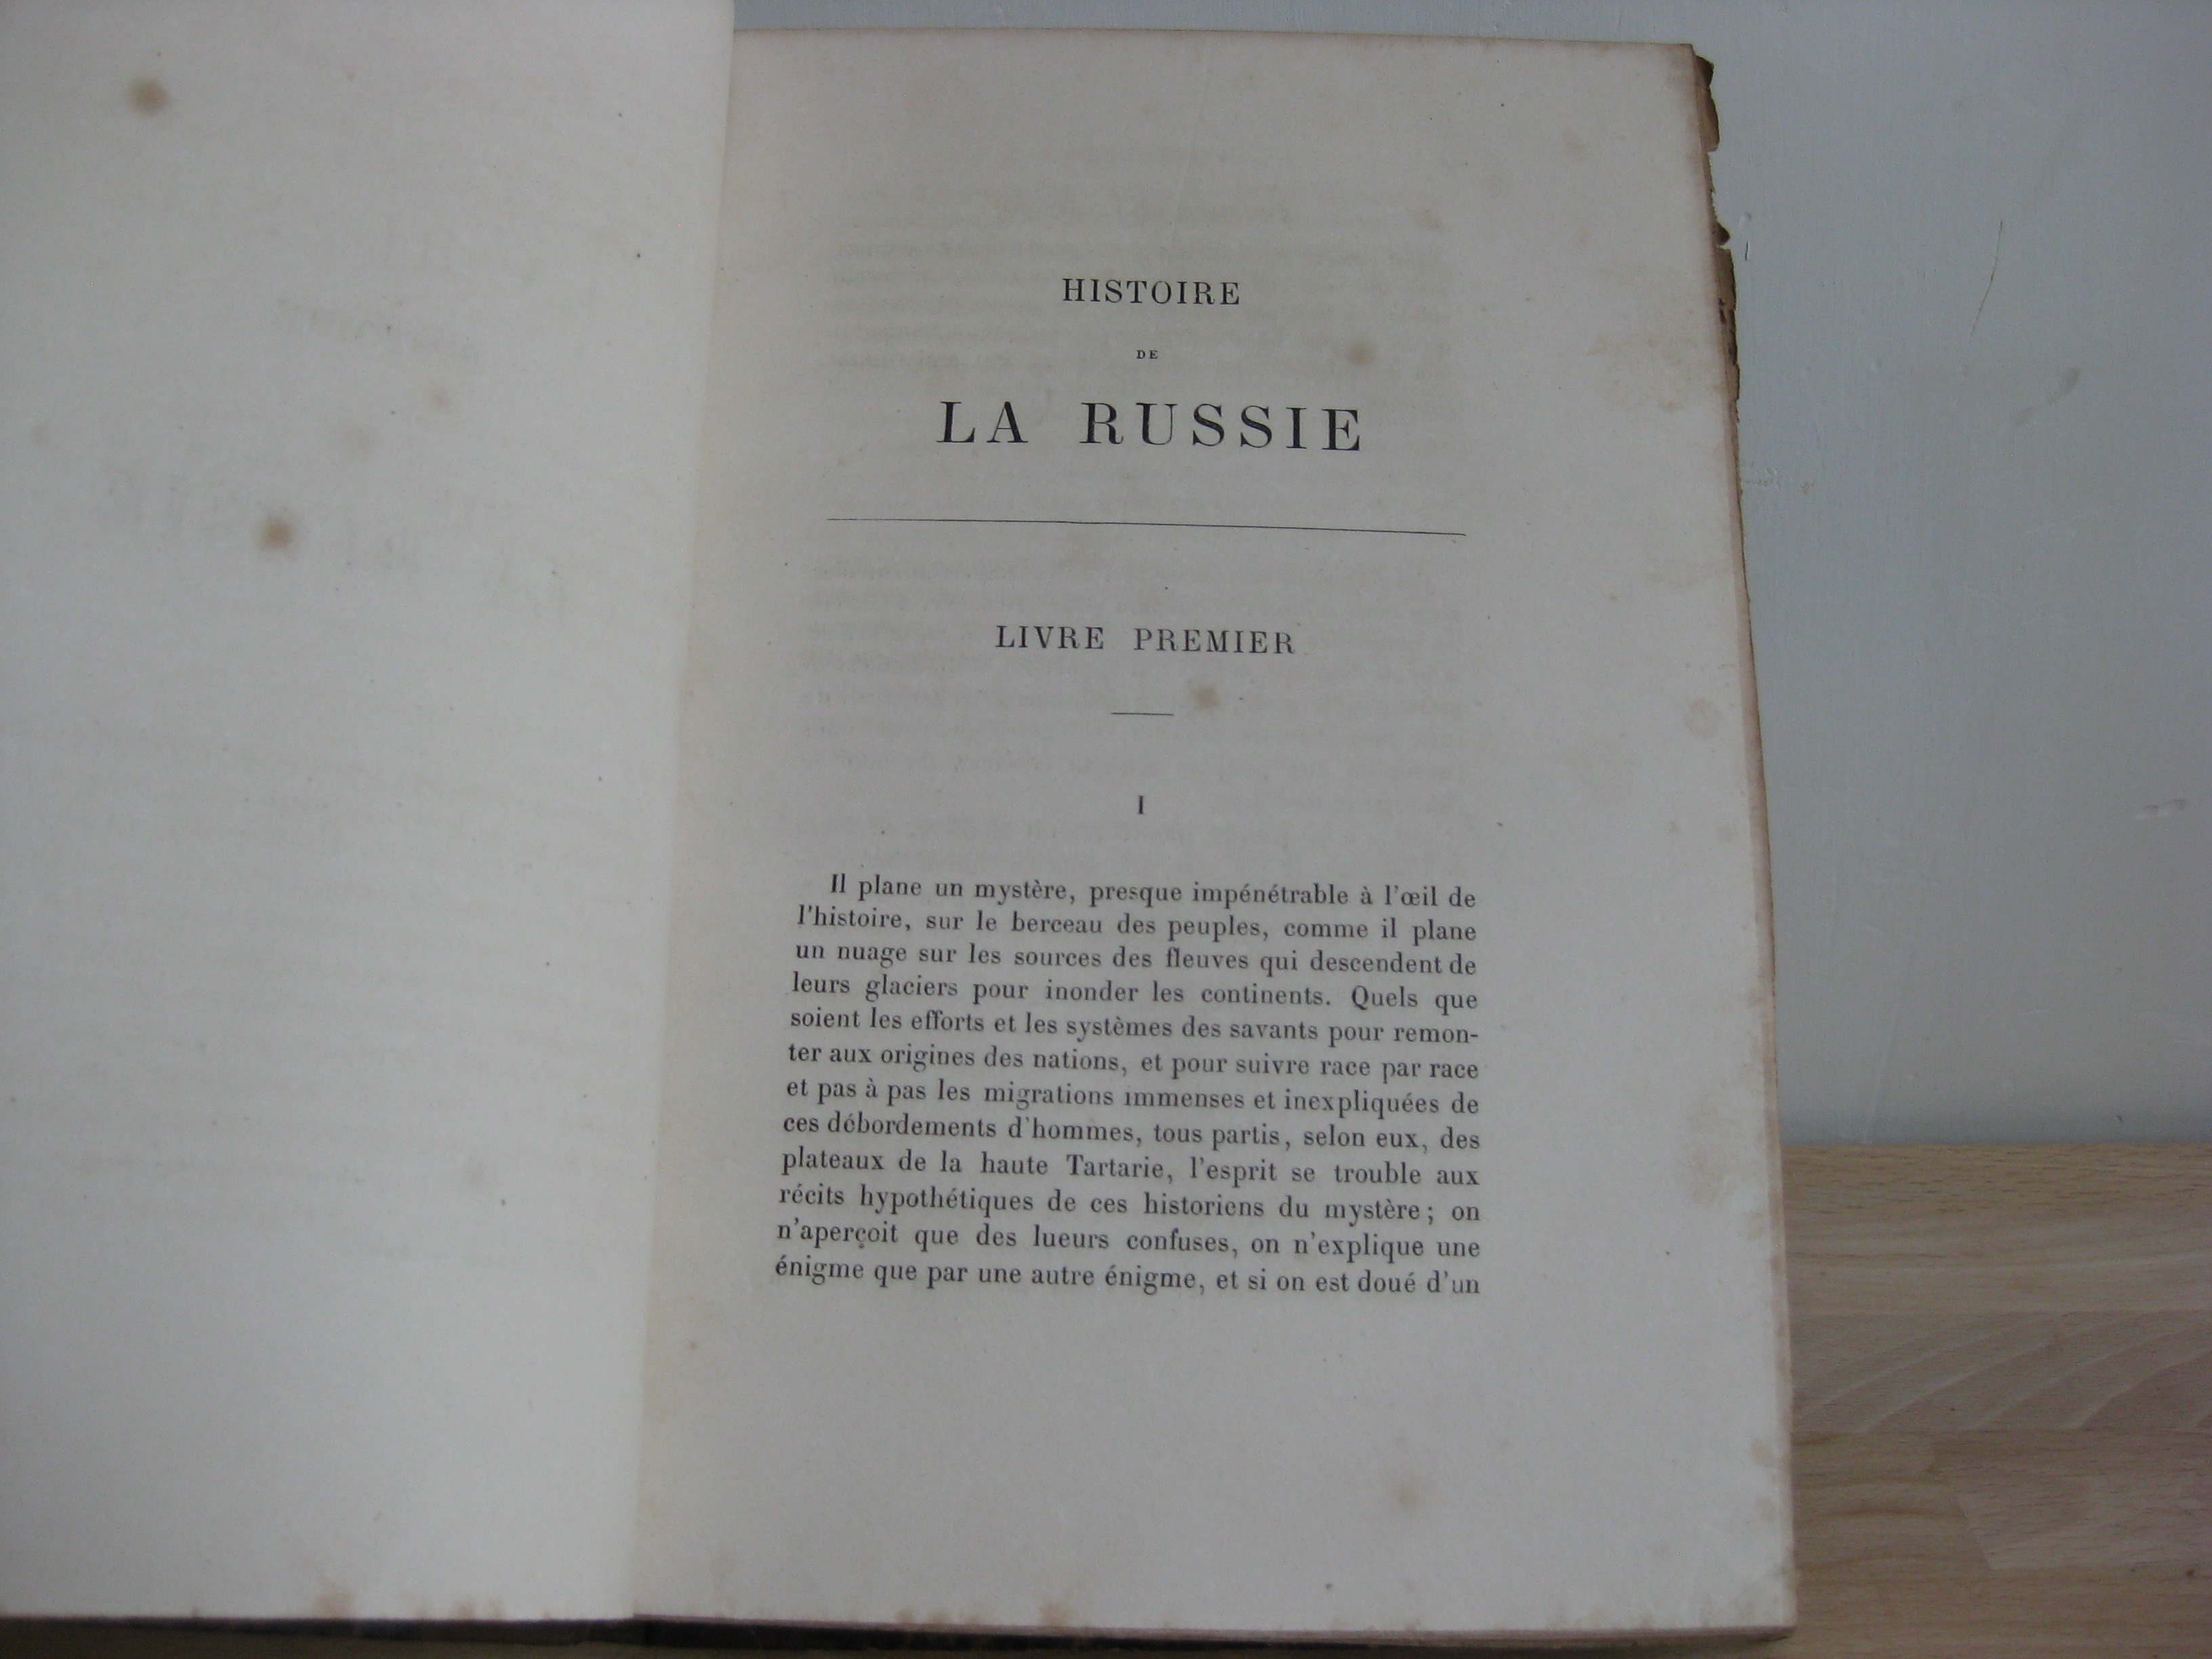 HISTOIRE
DE
LA RUSSIE
LIVRE PREMIER
I
Il plane un mystère, presque impénétrable à l'œil de
l'histoire, sur le berceau des peuples, comme il plane
un nuage sur les sources des fleuves qui descendent de
leurs glaciers pour inonder les continents. Quels que
soient les efforts et les systèmes des savants pour remon-
ter aux origines des nations, et pour suivre race par race
et pas à pas les migrations immenses et inexpliquées de
ces débordements d'hommes, tous partis, selon eux, des
plateaux de la haute Tartarie, l'esprit se trouble aux
récits hypothétiques de ces historiens du mystère; on
n'aperçoit que des lueurs confuses, on n'explique une
énigme que par une autre énigme, et si on est doué d'un